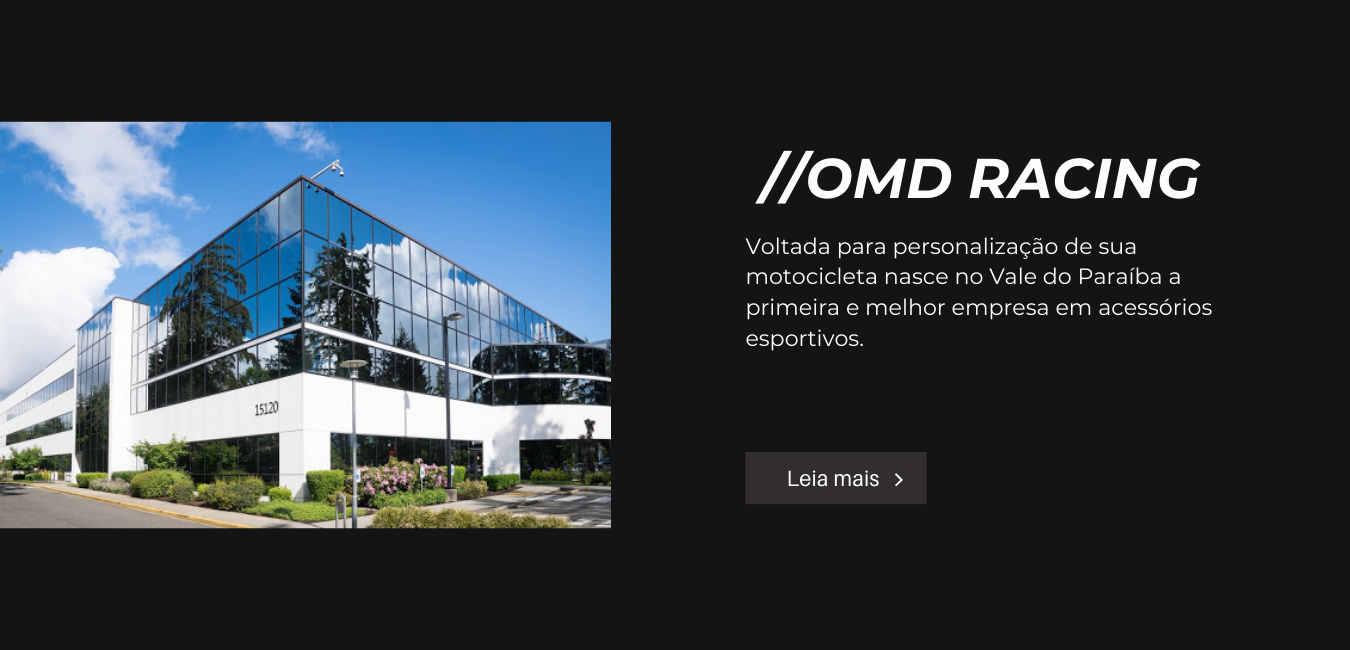 //OMD RACING
Voltada para personalização de sua
motocicleta nasce no Vale do Paraíba a
primeira e melhor empresa em acessórios
esportivos.
15120
Leia mais